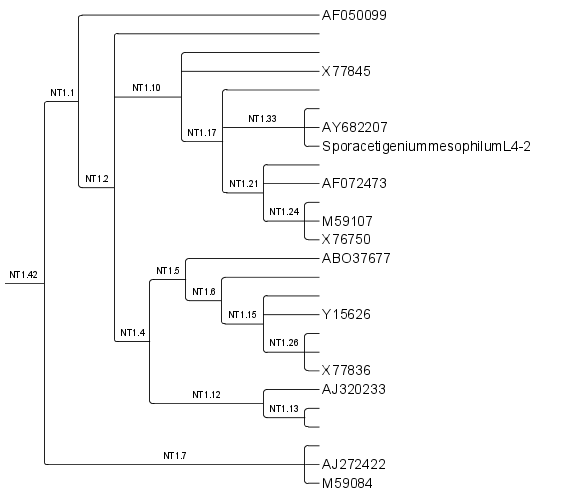 AF050099
NT1.1
X77845
NT1.10
NT1.33
AY682207
NT1.17
SporacetigeniummesophilumL4-2
NT1.2
NT1.21
AF072473
NT1.24
M59107
X76750
ABO37677
NT1.5
NT1.42
NT1.6
NT1.15
Y15626
NT1.4
NT1.26
X77836
AJ320233
NT1.12
NT1.13
NT1.7
AJ272422
M59084